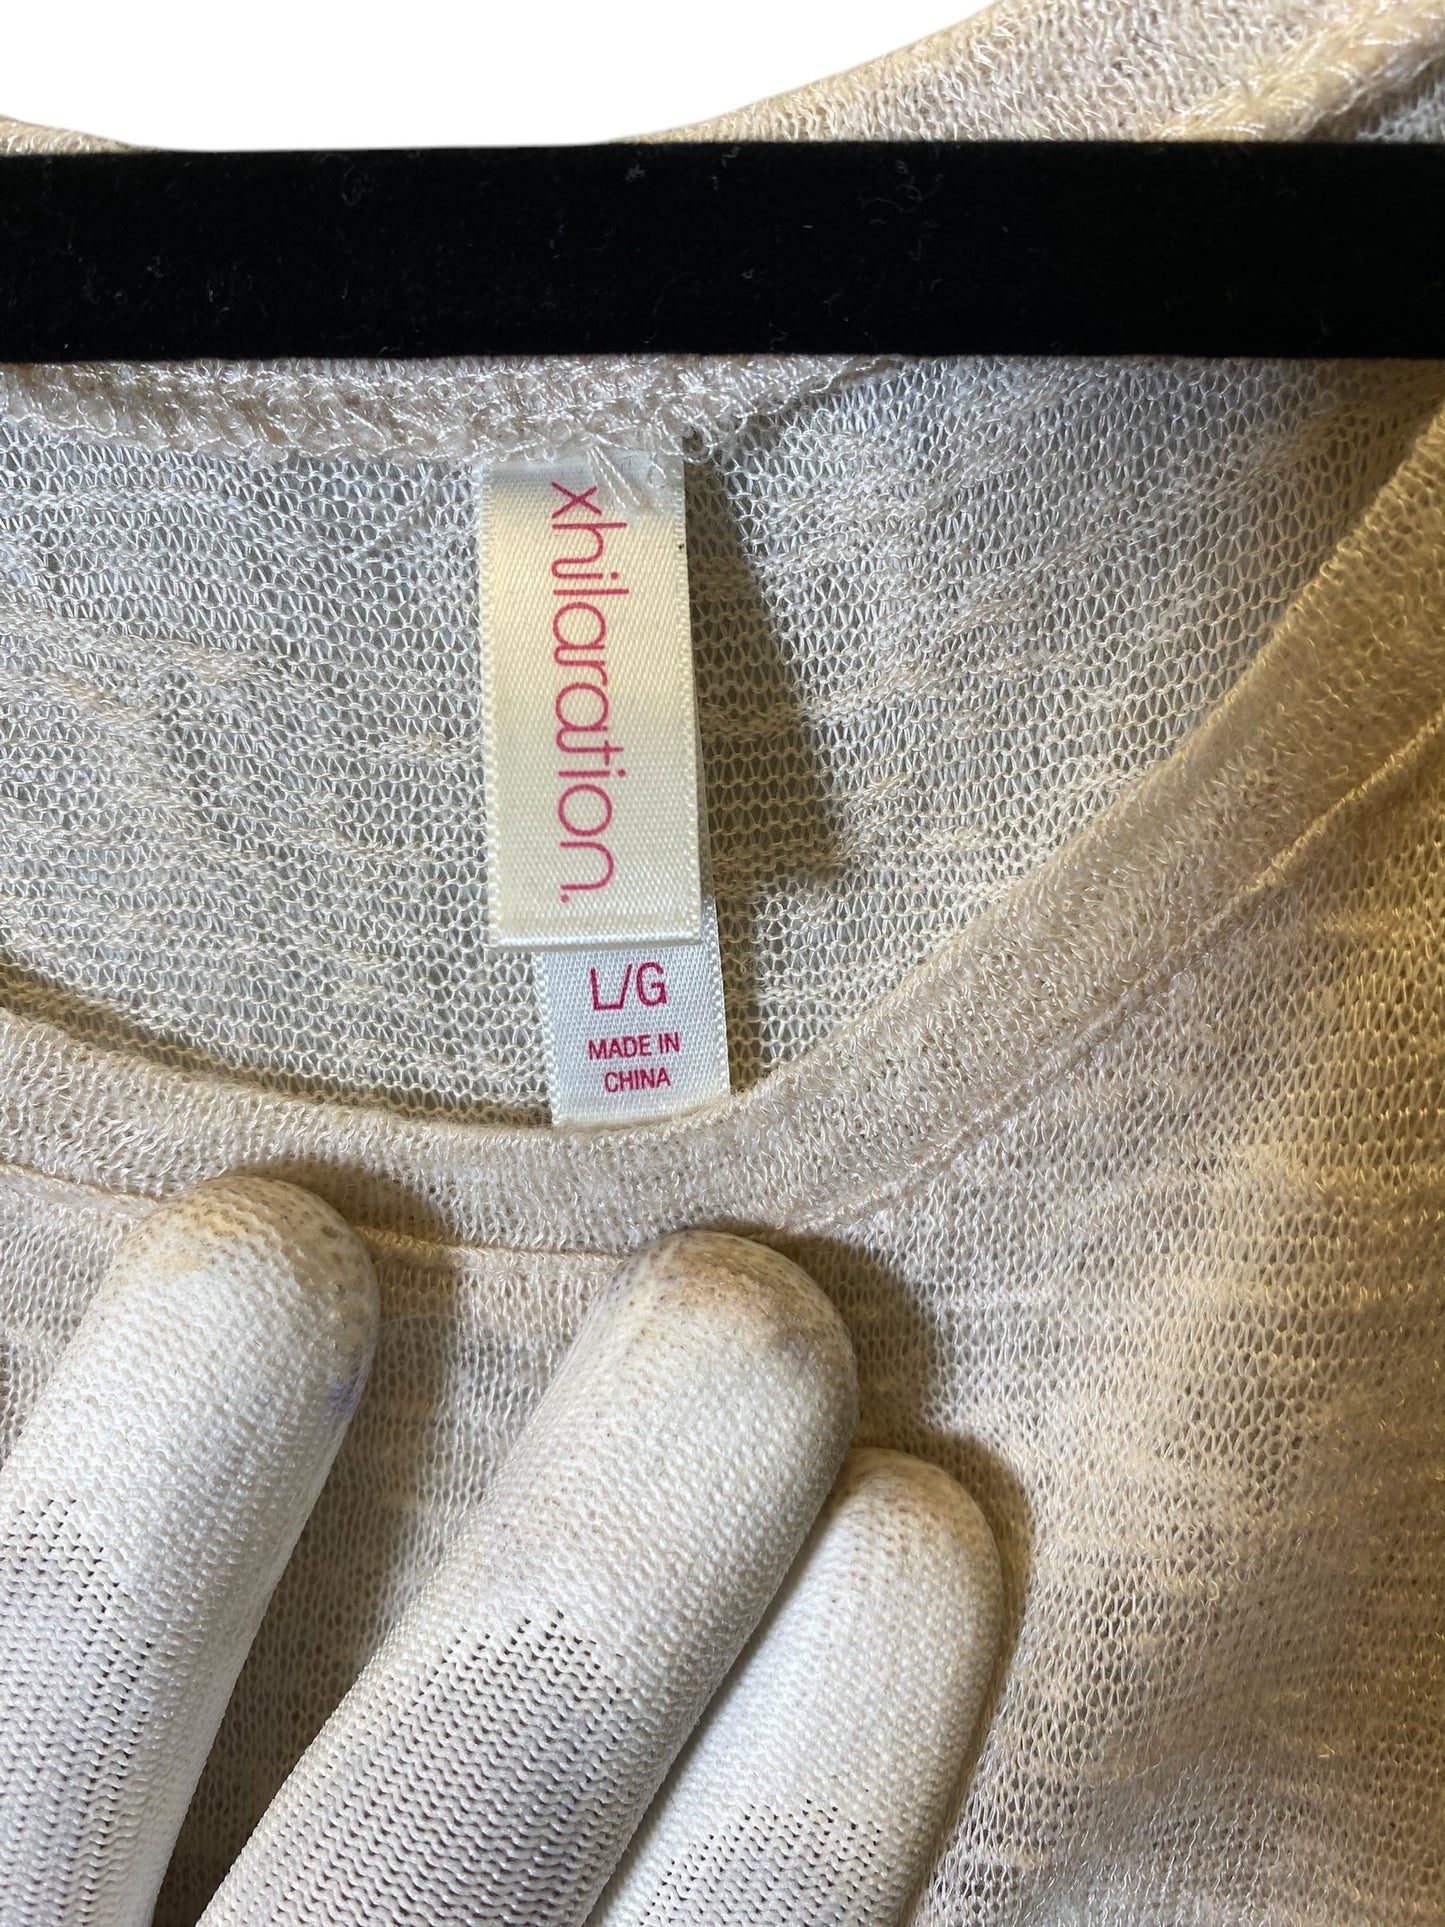 xhilaration.
L/G
MADE IN
CHINA